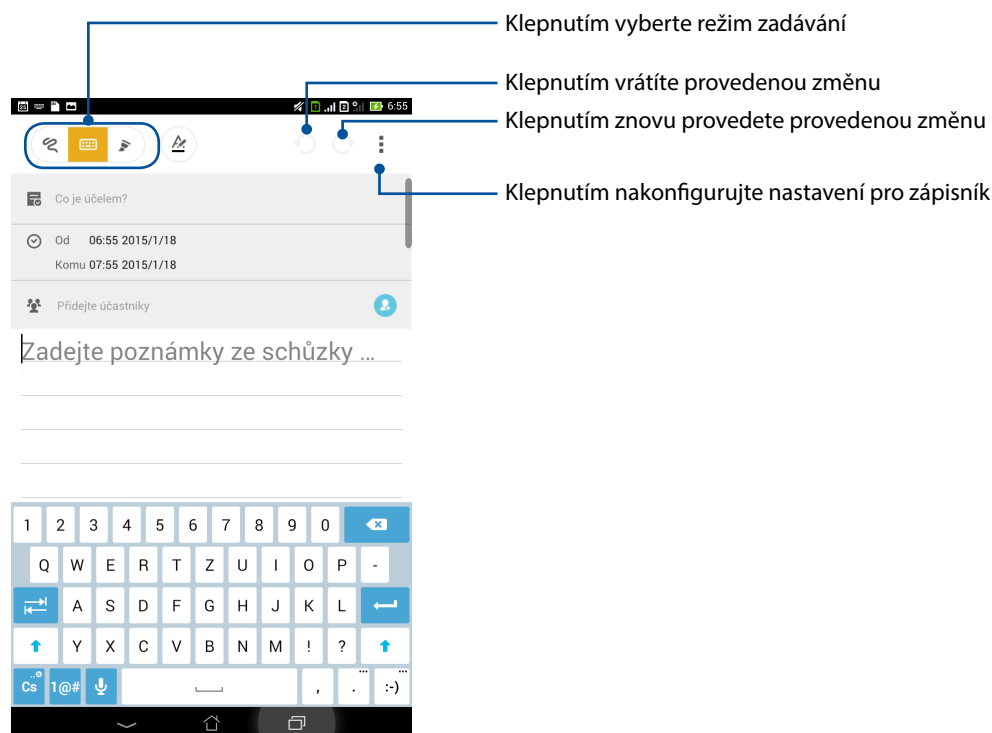 Klepnutím vyberte režim zadávání
Klepnutím vrátíte provedenou změnu
Klepnutím znovu provedete provedenou změnu
Klepnutím nakonfigurujte nastavení pro zápisník
6:55
Co je účelem?
Od 06:55 2015/1/18
Komu 07:55 2015/1/18
Přidejte účastníky
Zadejte poznámky ze schůzky ...
1 2 3 4 5 6 7 8 9 0
Q W E R T Z U I O P -
A S D F G H J K L
Y X C V B N M ! ?
Cs 1@# , . :-)